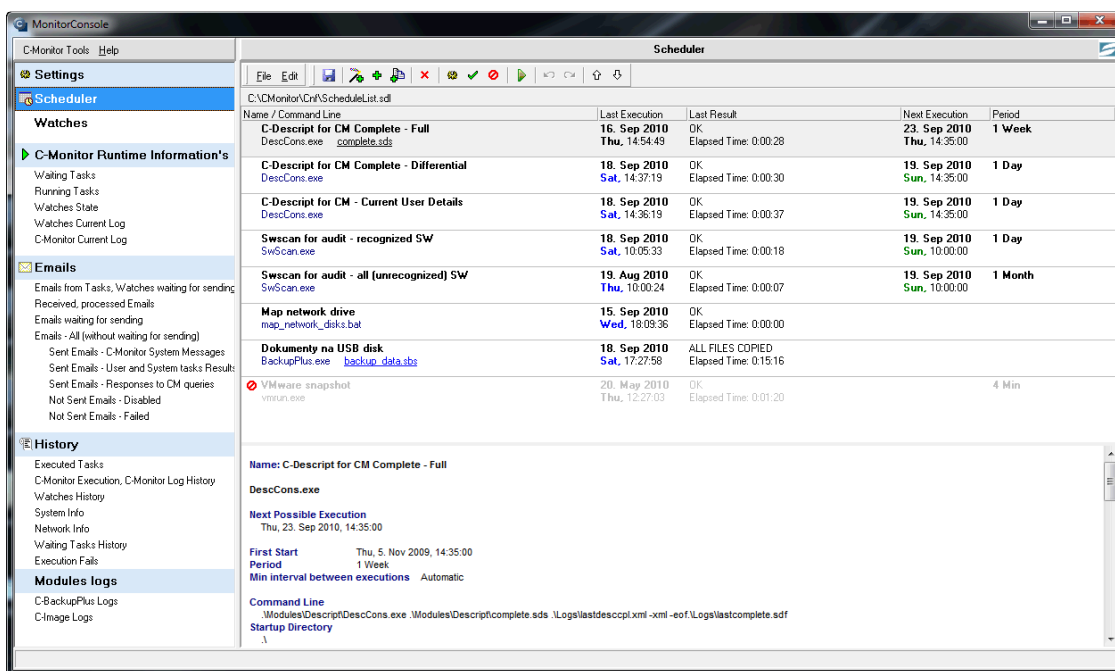 MonitorConsole
C-Monitor Tools Help
Scheduler
Settings
Scheduler
Watches
C-Monitor Runtime Information's
Waiting Tasks
Running Tasks
Watches State
Watches Current Log
C-Monitor Current Log
Emails
Emails from Tasks, Watches waiting for sending
Received, processed Emails
Emails waiting for sending
Emails - All (without waiting for sending)
Sent Emails - C-Monitor System Messages
Sent Emails - User and System tasks Results
Sent Emails - Responses to CM queries
Not Sent Emails - Disabled
Not Sent Emails - Failed
History
Executed Tasks
C-Monitor Execution, C-Monitor Log History
Watches History
System Info
Network Info
Waiting Tasks History
Execution Fails
Modules logs
C-BackupPlus Logs
C-Image Logs
File Edit
C:\CMonitor\Cnf\ScheduleList.sdl
Name / Command Line Last Execution Last Result Next Execution Period
C-Descript for CM Complete - Full 16. Sep 2010 OK 23. Sep 2010 1 Week
DescCons.exe complete.sds Thu, 14:54:49 Elapsed Time: 0:00:28 Thu, 14:35:00
C-Descript for CM Complete - Differential 18. Sep 2010 OK 19. Sep 2010 1 Day
DescCons.exe Sat, 14:37:19 Elapsed Time: 0:00:30 Sun, 14:35:00
C-Descript for CM - Current User Details 18. Sep 2010 OK 19. Sep 2010 1 Day
DescCons.exe Sat, 14:36:19 Elapsed Time: 0:00:37 Sun, 14:35:00
Swscan for audit - recognized SW 18. Sep 2010 OK 19. Sep 2010 1 Day
SwScan.exe Sat, 10:05:33 Elapsed Time: 0:00:18 Sun, 10:00:00
Swscan for audit - all (unrecognized) SW 19. Aug 2010 OK 19. Sep 2010 1 Month
SwScan.exe Thu, 10:00:24 Elapsed Time: 0:00:07 Sun, 10:00:00
Map network drive 15. Sep 2010 OK
map_network_disks.bat Wed, 18:09:36 Elapsed Time: 0:00:00
Dokumenty na USB disk 18. Sep 2010 ALL FILES COPIED
BackupPlus.exe backup_data.sbs Sat, 17:27:58 Elapsed Time: 0:15:16
VMware snapshot 20. May 2010 OK 4 Min
vmrun.exe Thu, 12:27:03 Elapsed Time: 0:01:20
Name: C-Descript for CM Complete - Full
DescCons.exe
Next Possible Execution
Thu, 23. Sep 2010, 14:35:00
First Start Thu, 5. Nov 2009, 14:35:00
Period 1 Week
Min interval between executions Automatic
Command Line
.\Modules\Descript\DescCons.exe .\Modules\Descript\complete.sds .\Logs\lastdesccpl.xml -xml -eof.\Logs\lastcomplete.sdf
Startup Directory
.\